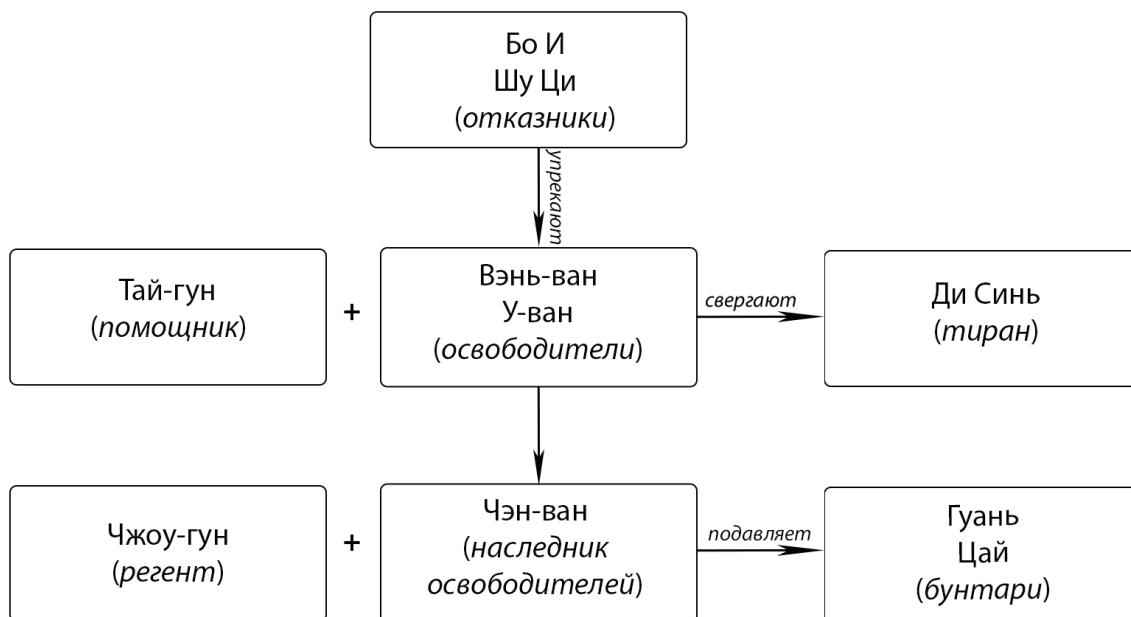 Бо И
Шу Ци
(отказники)
упрекают
Тай-гун
(помощник)
+
Вэнь-ван
У-ван
(освободители)
свергают
Ди Синь
(тиран)
Чжоу-гун
(регент)
+
Чэн-ван
(наследник
освободителей)
подавляет
Гуань
Цай
(бунтари)